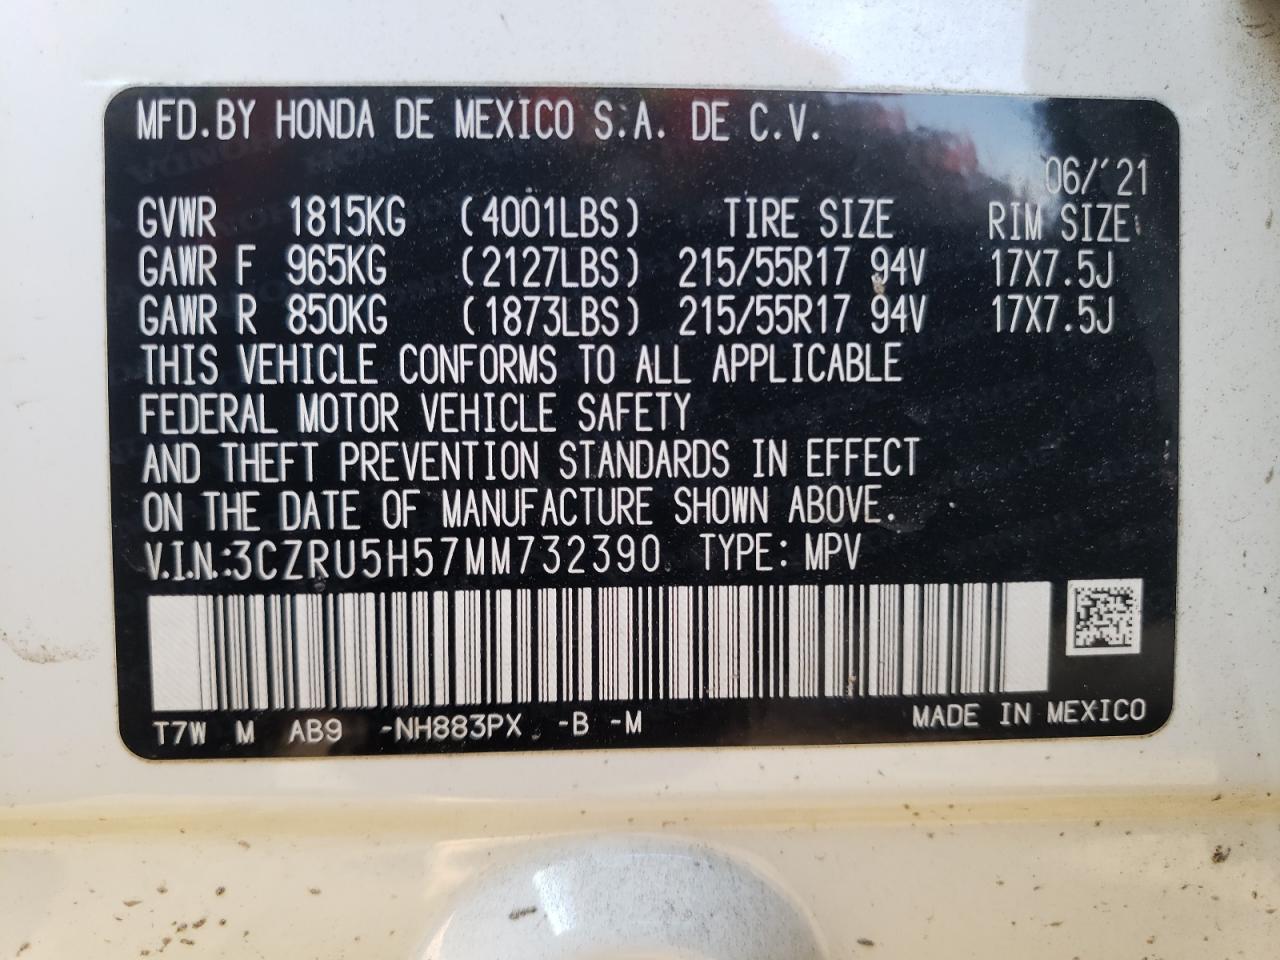 MFD.BY HONDA DE MEXICO S.A. DE C.V.
06/'21
GVWR 1815KG (4001LBS) TIRE SIZE RIM SIZE
GAWR F 965KG (2127LBS) 215/55R17 94V 17X7.5J
GAWR R 850KG (1873LBS) 215/55R17 94V 17X7.5J
THIS VEHICLE CONFORMS TO ALL APPLICABLE
FEDERAL MOTOR VEHICLE SAFETY
AND THEFT PREVENTION STANDARDS IN EFFECT
ON THE DATE OF MANUFACTURE SHOWN ABOVE.
V.I.N.:3CZRU5H57MM732390 TYPE: MPV
T7W M AB9 -NH883PX -B -M MADE IN MEXICO